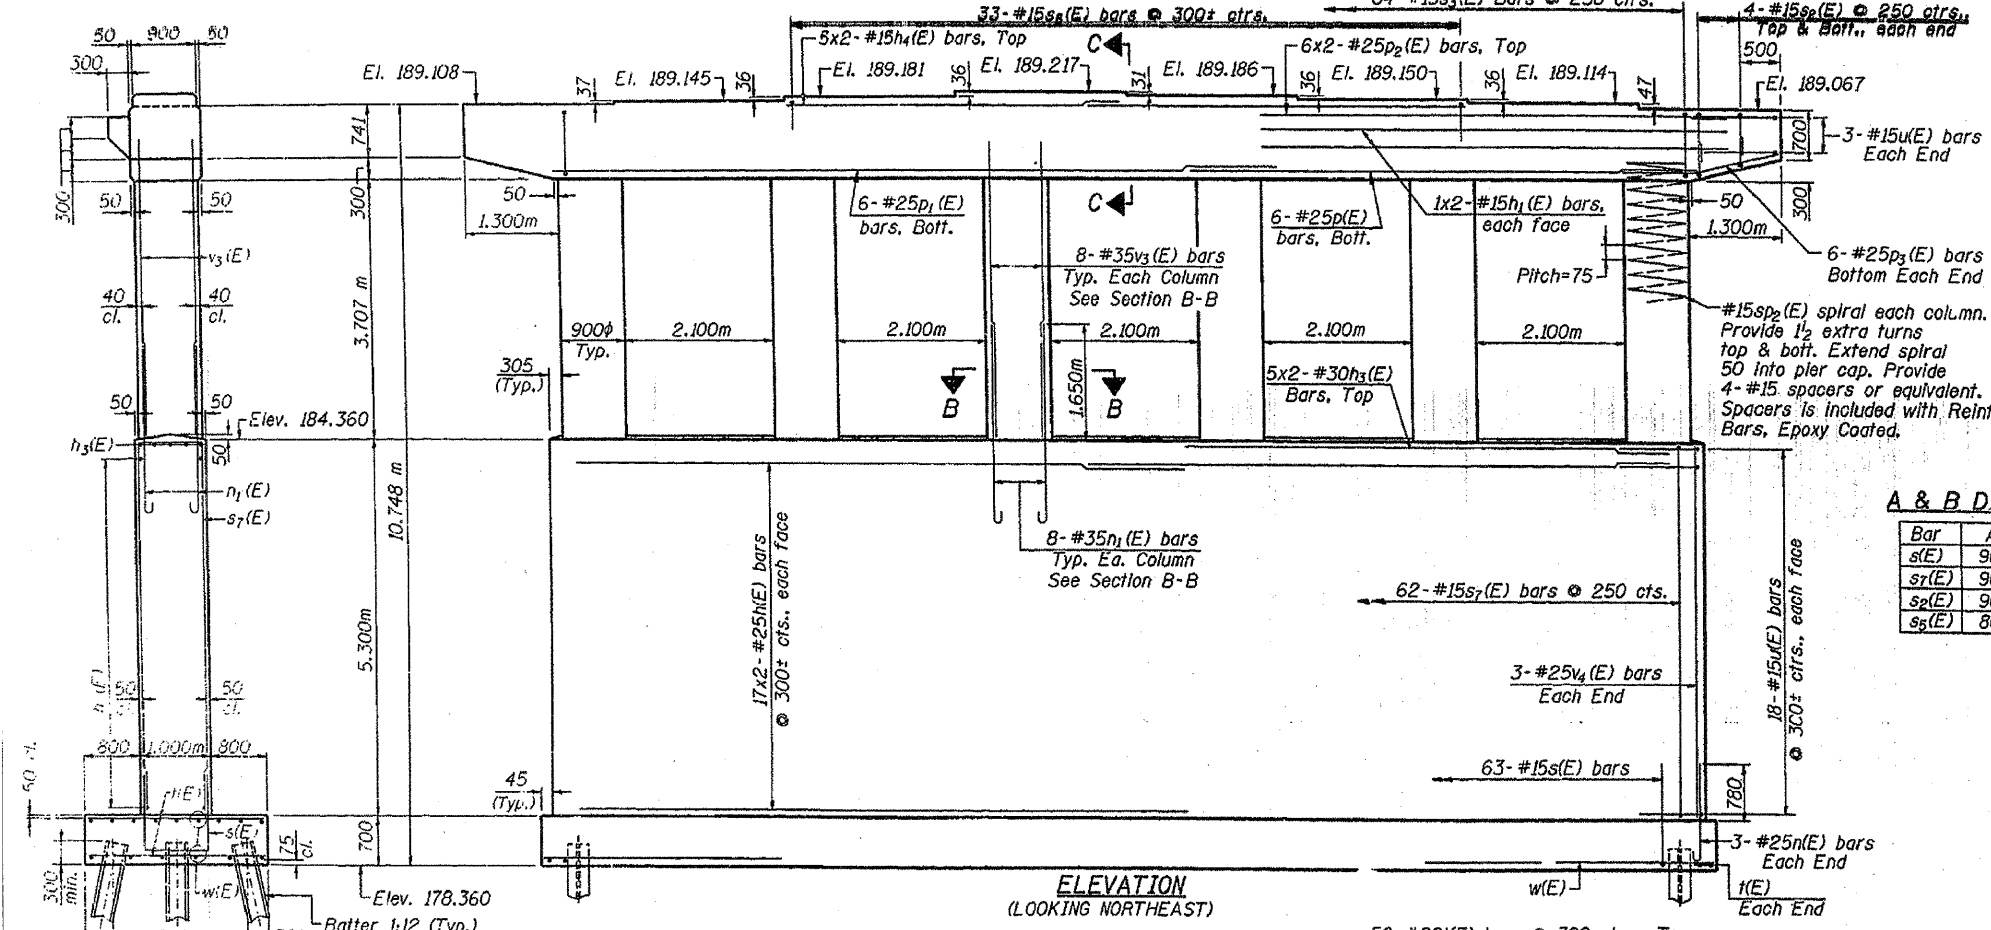 33-#15s8(E) bars @ 300± ctrs.
4-#15s2(E) @ 250 ctrs.,
Top & Bott., each end
50 900 50
300
5x2-#15h4(E) bars, Top
C
6x2-#25p2(E) bars, Top
500
El. 189.108
37
El. 189.145
36
El. 189.181
36
El. 189.217
31
El. 189.186
36
El. 189.150
36
El. 189.114
47
El. 189.067
741
700
3-#15u(E) bars
Each End
300
50 50
300
50
1.300m
6-#25p1(E)
bars, Bott.
C
6-#25p(E)
bars, Bott.
1x2-#15h1(E) bars,
each face
50
300
1.300m
v3(E)
8-#35v3(E) bars
Typ. Each Column
See Section B-B
Pitch=75
6-#25p3(E) bars
Bottom Each End
40
cl.
40
cl.
3.707 m
900ϕ
Typ.
2.100m
2.100m
2.100m
2.100m
2.100m
#15sp2(E) spiral each column.
Provide 1½ extra turns
top & bott. Extend spiral
50 into pier cap. Provide
4-#15 spacers or equivalent.
Spacers is included with Reinf
Bars, Epoxy Coated.
305
(Typ.)
B
B
1.650m
5x2-#30h3(E)
Bars, Top
50 50
Elev. 184.360
h3(E)
50
n1(E)
s7(E)
10.748 m
8-#35n1(E) bars
Typ. Ea. Column
See Section B-B
17x2-#25h(E) bars
@ 300± cts., each face
62-#15s7(E) bars @ 250 cts.
18-#15u(E) bars
@ 300± ctrs., each face
A & B D
Bar A
s(E) 9
s7(E) 9
s2(E) 9
s5(E) 8
5.300m
h(E)
50
cl.
50
cl.
3-#25v4(E) bars
Each End
800 1.000m 800
50 cl.
45
(Typ.)
63-#15s(E) bars
780
s(E)
75
cl.
700
300
min.
w(E)
3-#25n(E) bars
Each End
Elev. 178.360
Batter 1:12 (Typ.)
ELEVATION
(LOOKING NORTHEAST)
w(E)
t(E)
Each End